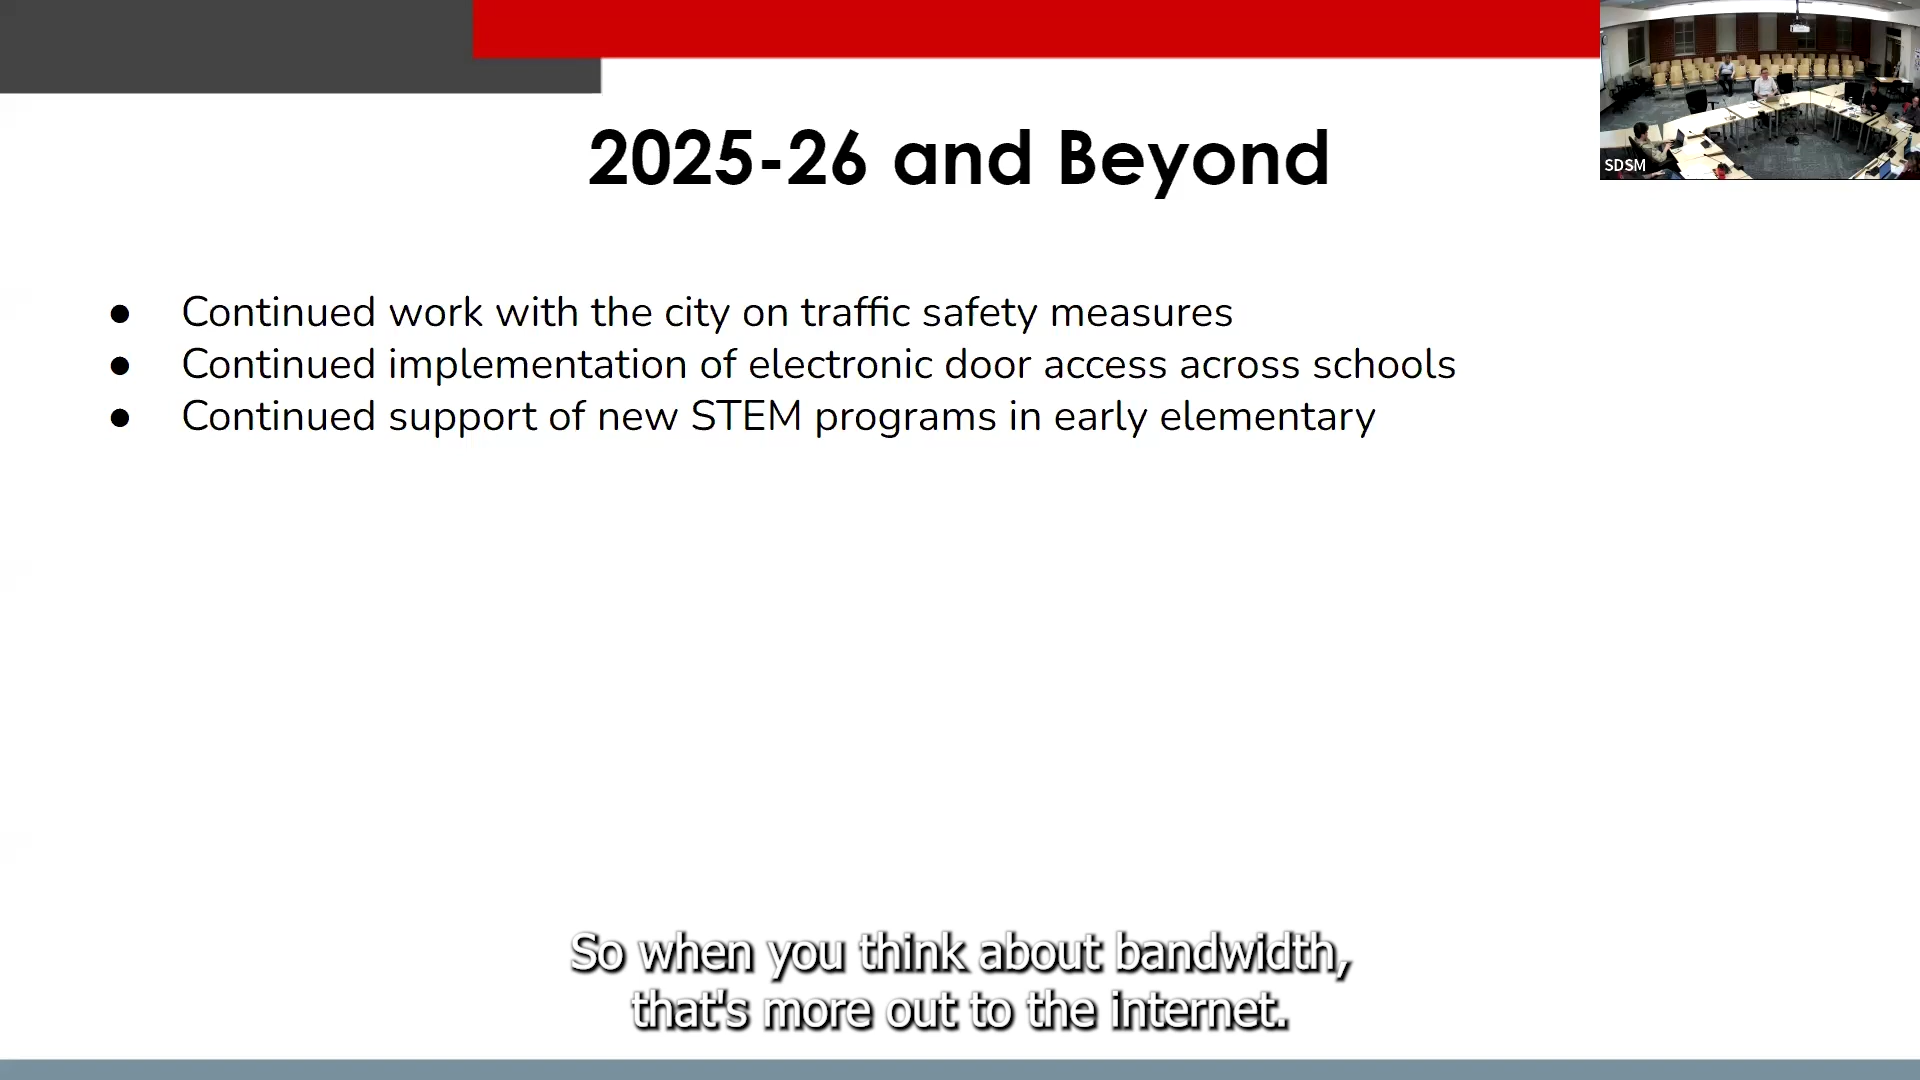 2025-26 and Beyond
SDSM
● Continued work with the city on traffic safety measures
● Continued implementation of electronic door access across schools
● Continued support of new STEM programs in early elementary
So when you think about bandwidth,
that's more out to the internet.